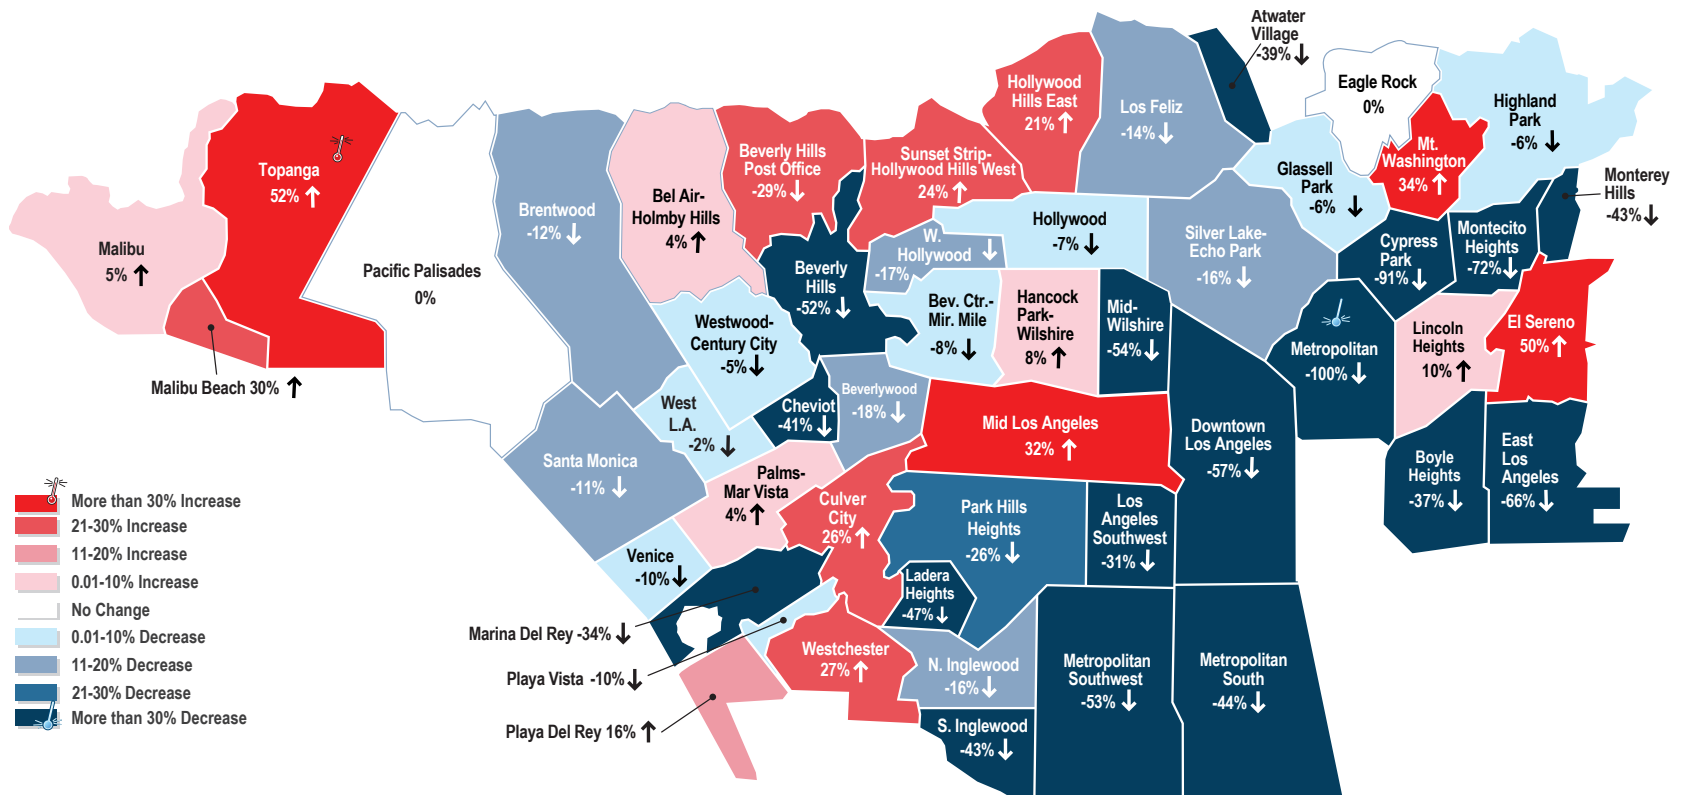 Atwater
Village
-39%
Eagle Rock
0%
Hollywood
Hills East
21%
Los Feliz
-14%
Highland
Park
-6%
Mt.
Washington
34%
Topanga
52%
Beverly Hills
Post Office
-29%
Sunset Strip-
Hollywood Hills West
24%
Glassell
Park
-6%
Monterey
Hills
-43%
Bel Air-
Holmby Hills
4%
Brentwood
-12%
Hollywood
-7%
Malibu
5%
W.
Hollywood
-17%
Silver Lake-
Echo Park
-16%
Cypress
Park
-91%
Montecito
Heights
-72%
Pacific Palisades
0%
Beverly
Hills
-52%
Westwood-
Century City
-5%
Bev. Ctr.-
Mir. Mile
-8%
Hancock
Park-
Wilshire
8%
Mid-
Wilshire
-54%
Metropolitan
-100%
Lincoln
Heights
10%
El Sereno
50%
Malibu Beach 30%
West
L.A.
-2%
Cheviot
-41%
Beverlywood
-18%
Mid Los Angeles
32%
Downtown
Los Angeles
-57%
Santa Monica
-11%
Palms-
Mar Vista
4%
Culver
City
26%
Park Hills
Heights
-26%
Los
Angeles
Southwest
-31%
Boyle
Heights
-37%
East
Los
Angeles
-66%
More than 30% Increase
21-30% Increase
11-20% Increase
0.01-10% Increase
No Change
0.01-10% Decrease
11-20% Decrease
21-30% Decrease
More than 30% Decrease
Venice
-10%
Ladera
Heights
-47%
Marina Del Rey -34%
Playa Vista -10%
Playa Del Rey 16%
Westchester
27%
N. Inglewood
-16%
S. Inglewood
-43%
Metropolitan
Southwest
-53%
Metropolitan
South
-44%